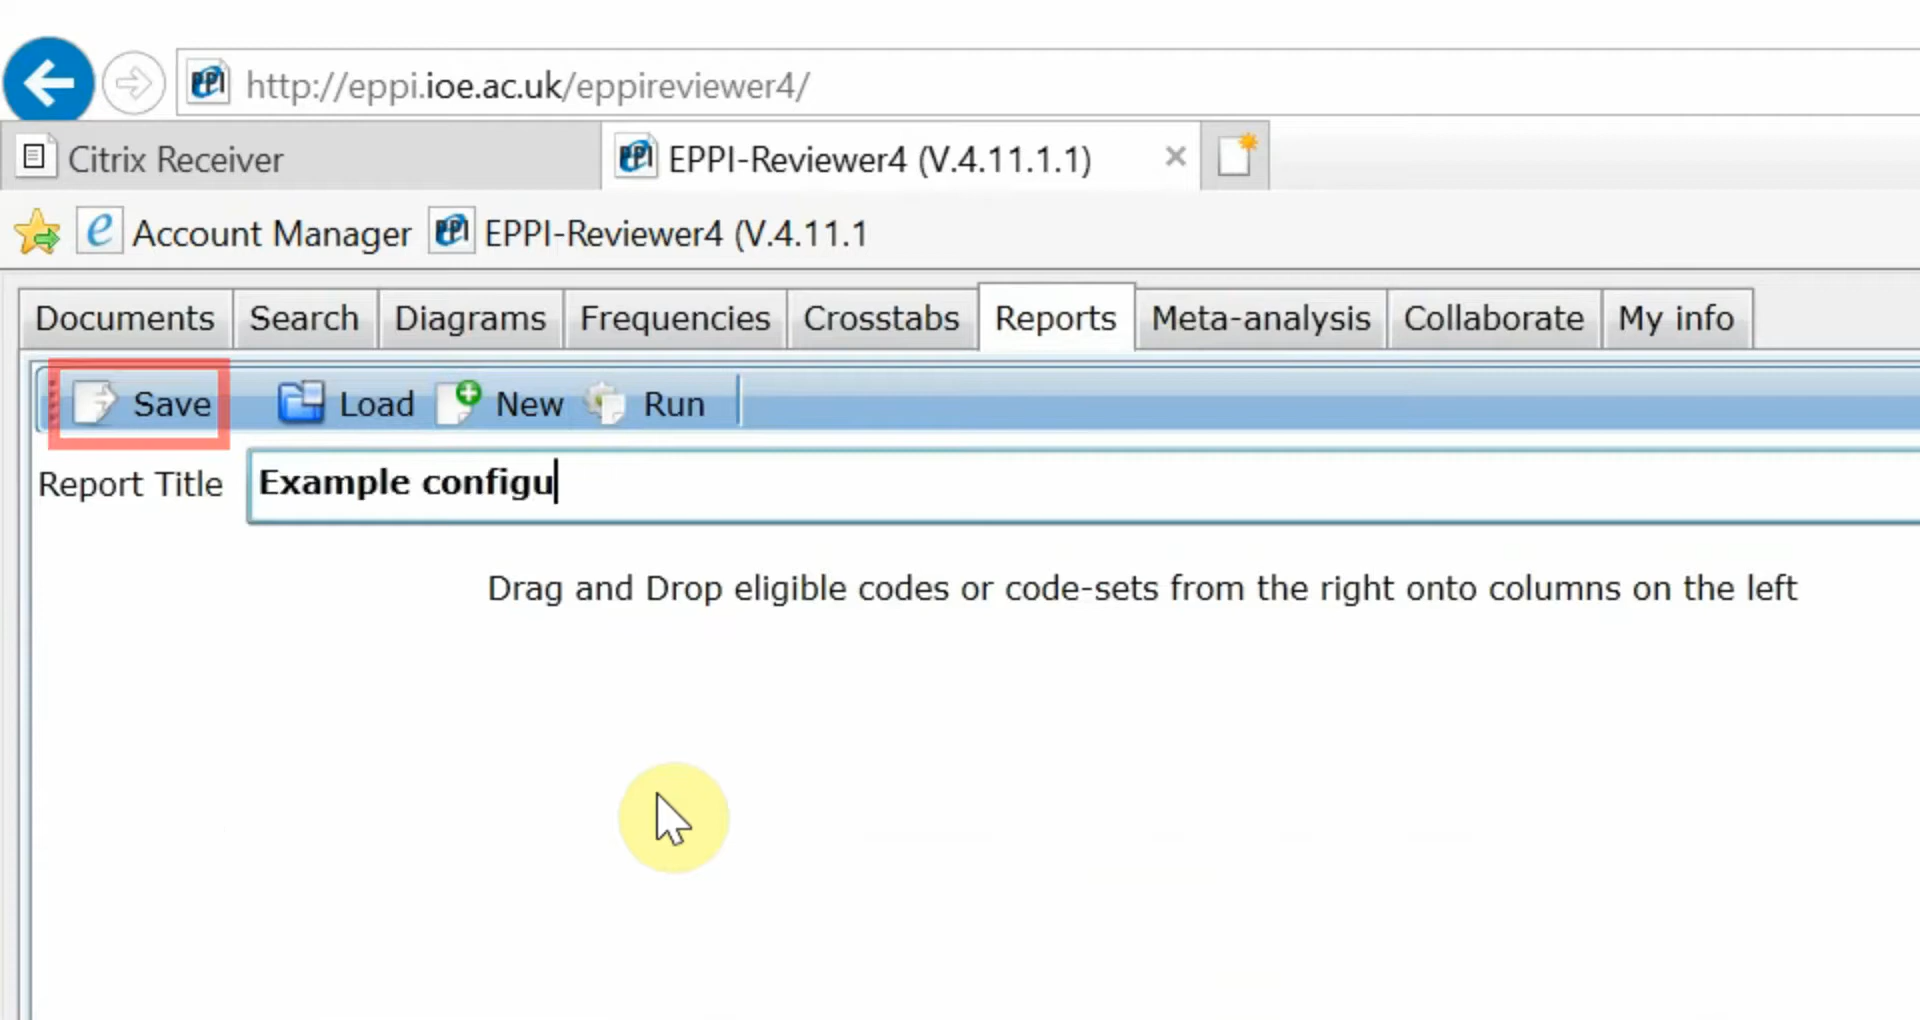 http://eppi.ioe.ac.uk/eppireviewer4/
Citrix Receiver EPPI-Reviewer4 (V.4.11.1.1)
Account Manager EPPI-Reviewer4 (V.4.11.1
Documents Search Diagrams Frequencies Crosstabs Reports Meta-analysis Collaborate My info
Save Load New Run
Report Title Example configu
Drag and Drop eligible codes or code-sets from the right onto columns on the left